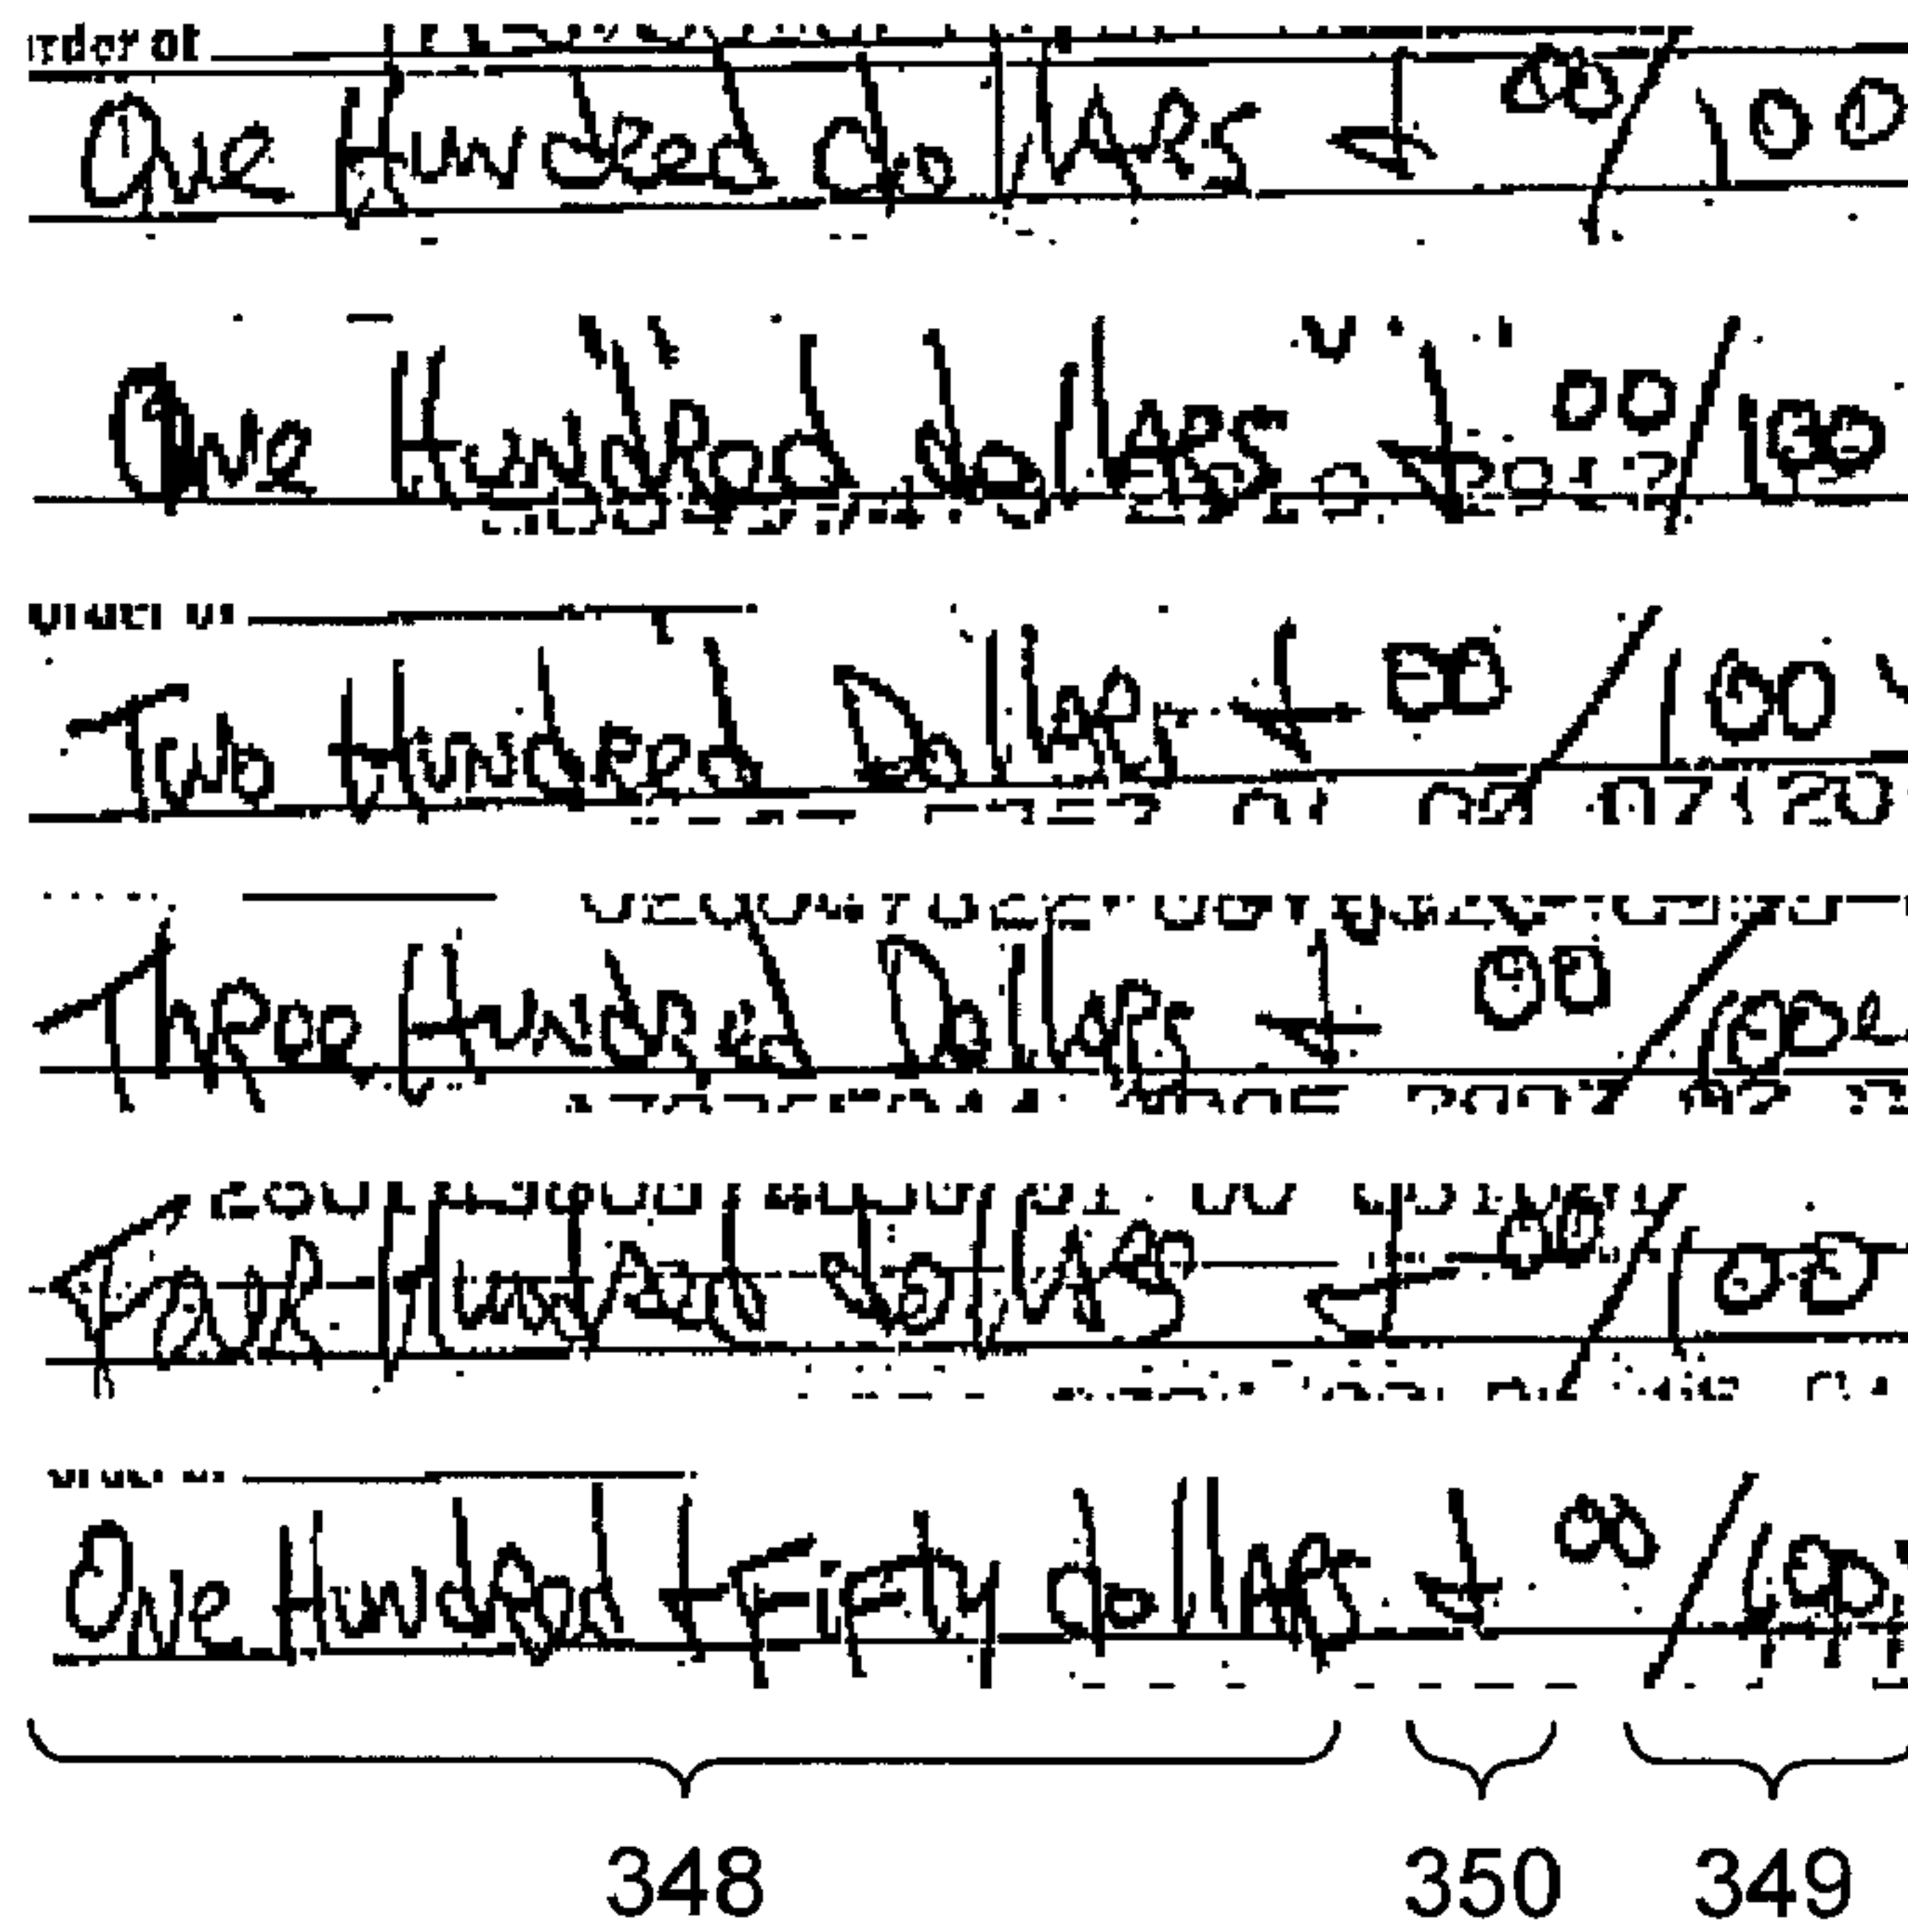 One Hundred dollars + 00/100
One Hundred dollars + 00/100
Two Hundred Dollars + 00/100
Three Hundred Dollars + 00/100
Hundred dollars + 00/100
One Hundred + Fifty dollars + 00/100
348 350 349